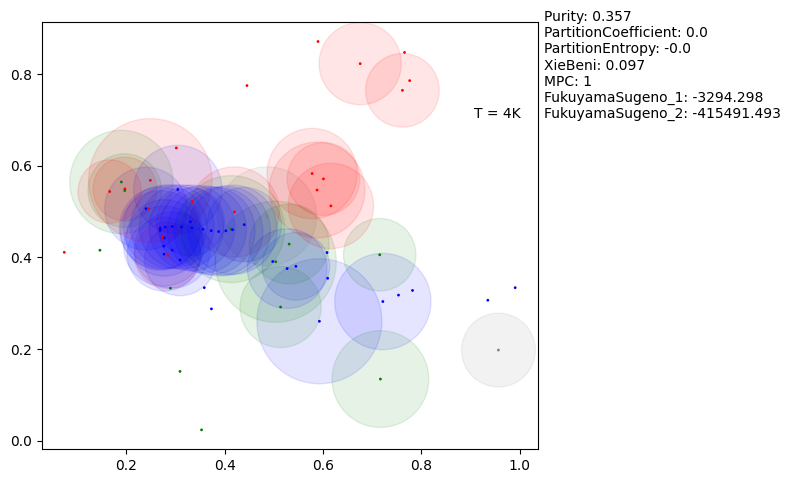 Purity: 0.357
PartitionCoefficient: 0.0
PartitionEntropy: -0.0
XieBeni: 0.097
MPC: 1
FukuyamaSugeno_1: -3294.298
FukuyamaSugeno_2: -415491.493
T = 4K
0.8
0.6
0.4
0.2
0.0
0.2 0.4 0.6 0.8 1.0